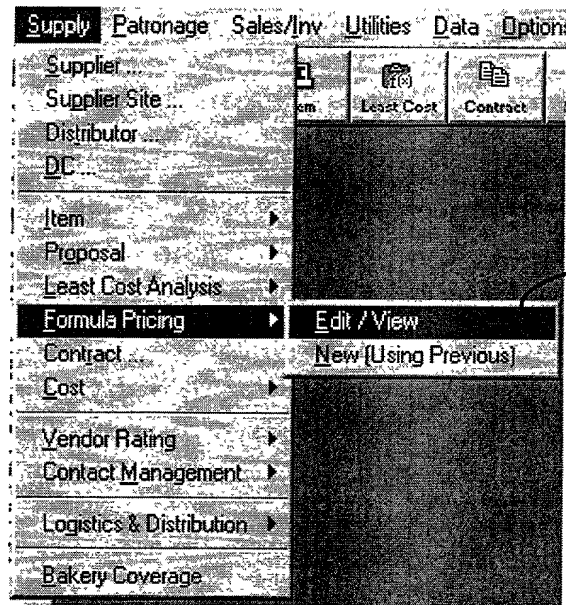 Supply Patronage Sales/Inv Utilities Data Option
Supplier ...
Supplier Site ...
Distributor ...
DC ...
Least Cost Contract
Item
Proposal
Least Cost Analysis
Formula Pricing
Edit / View
New (Using Previous)
Contract ...
Cost
Vendor Rating
Contact Management
Logistics & Distribution
Bakery Coverage